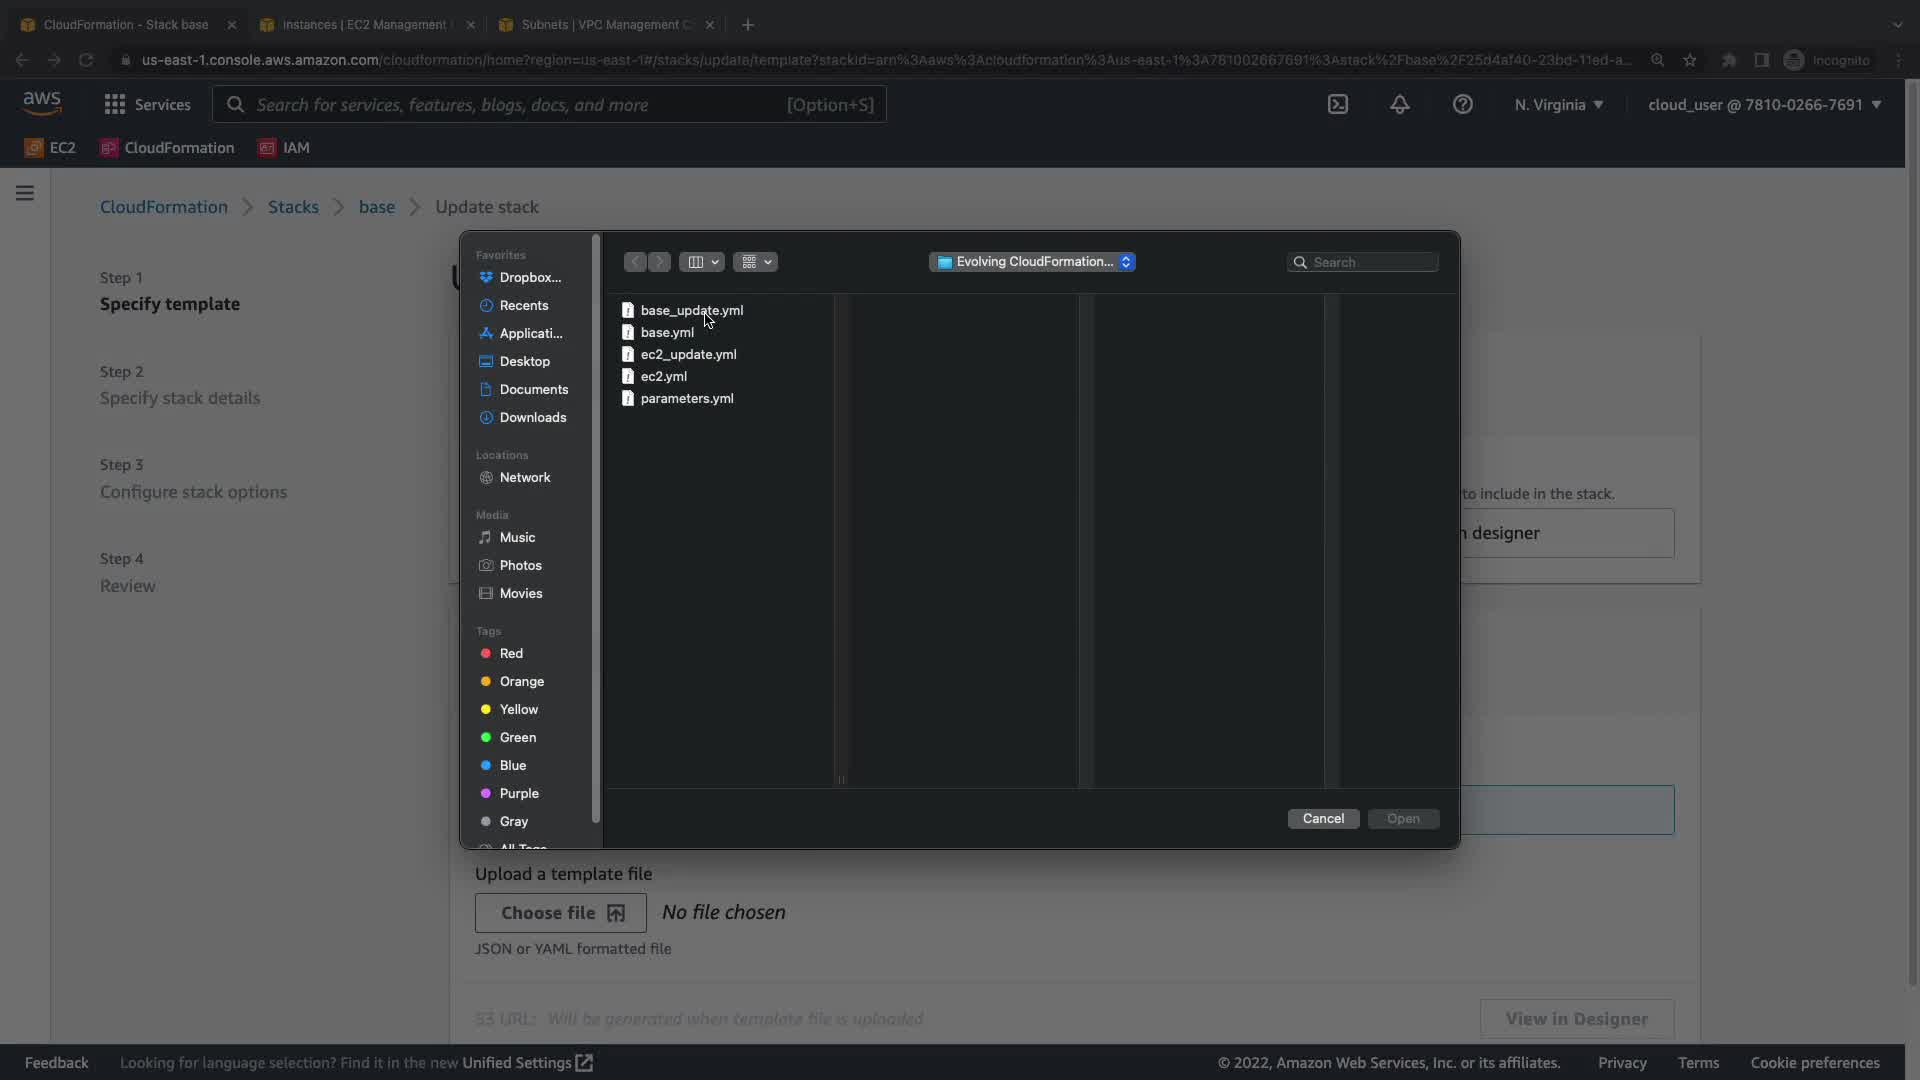 CloudFormation - Stack base
Instances | EC2 Management
Subnets | VPC Management C
us-east-1.console.aws.amazon.com/cloudformation/home?region=us-east-1#/stacks/update/template?stackId=arn%3Aaws%3Acloudformation%3Aus-east-1%3A781002667691%3Astack%2Fbase%2F25d4af40-23bd-11ed-a...
Incognito
aws
Services
Search for services, features, blogs, docs, and more
[Option+S]
N. Virginia
cloud_user @ 7810-0266-7691
EC2
CloudFormation
IAM
CloudFormation
Stacks
base
Update stack
Step 1
Specify template
Step 2
Specify stack details
Step 3
Configure stack options
Step 4
Review
Favorites
Dropbox...
Recents
Applicati...
Desktop
Documents
Downloads
Locations
Network
Media
Music
Photos
Movies
Tags
Red
Orange
Yellow
Green
Blue
Purple
Gray
All Tags
Evolving CloudFormation...
Search
base_update.yml
base.yml
ec2_update.yml
ec2.yml
parameters.yml
Cancel
Open
to include in the stack.
designer
Upload a template file
Choose file
No file chosen
JSON or YAML formatted file
S3 URL: Will be generated when template file is uploaded
View in Designer
Feedback
Looking for language selection? Find it in the new Unified Settings
© 2022, Amazon Web Services, Inc. or its affiliates.
Privacy
Terms
Cookie preferences